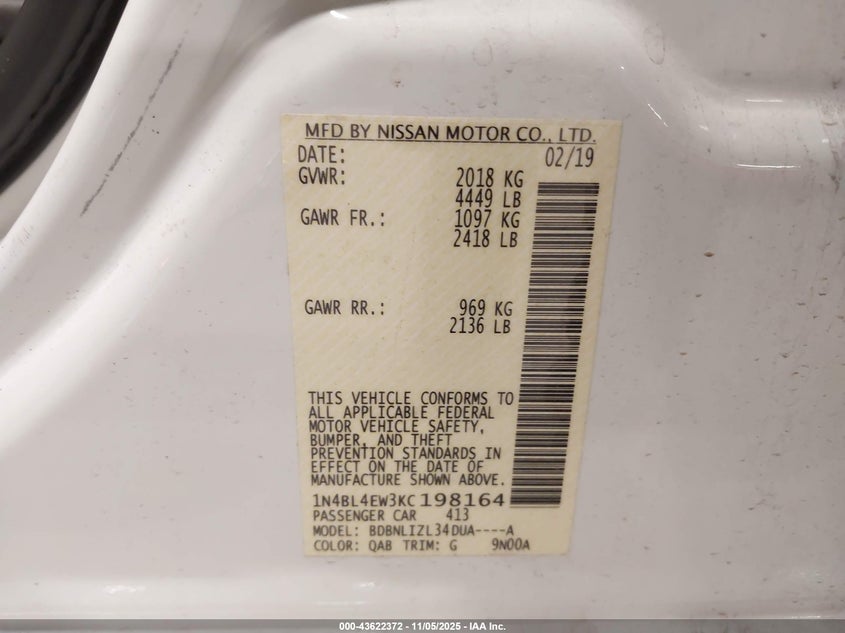 MFD BY NISSAN MOTOR CO., LTD.
DATE: 02/19
GVWR: 2018 KG
4449 LB
GAWR FR.: 1097 KG
2418 LB
GAWR RR.: 969 KG
2136 LB
THIS VEHICLE CONFORMS TO
ALL APPLICABLE FEDERAL
MOTOR VEHICLE SAFETY,
BUMPER, AND THEFT
PREVENTION STANDARDS IN
EFFECT ON THE DATE OF
MANUFACTURE SHOWN ABOVE.
1N4BL4EW3KC198164
PASSENGER CAR 413
MODEL: BDBNLIZL34DUA----A
COLOR: QAB TRIM: G 9N00A
000-43622372 - 11/05/2025 - IAA Inc.